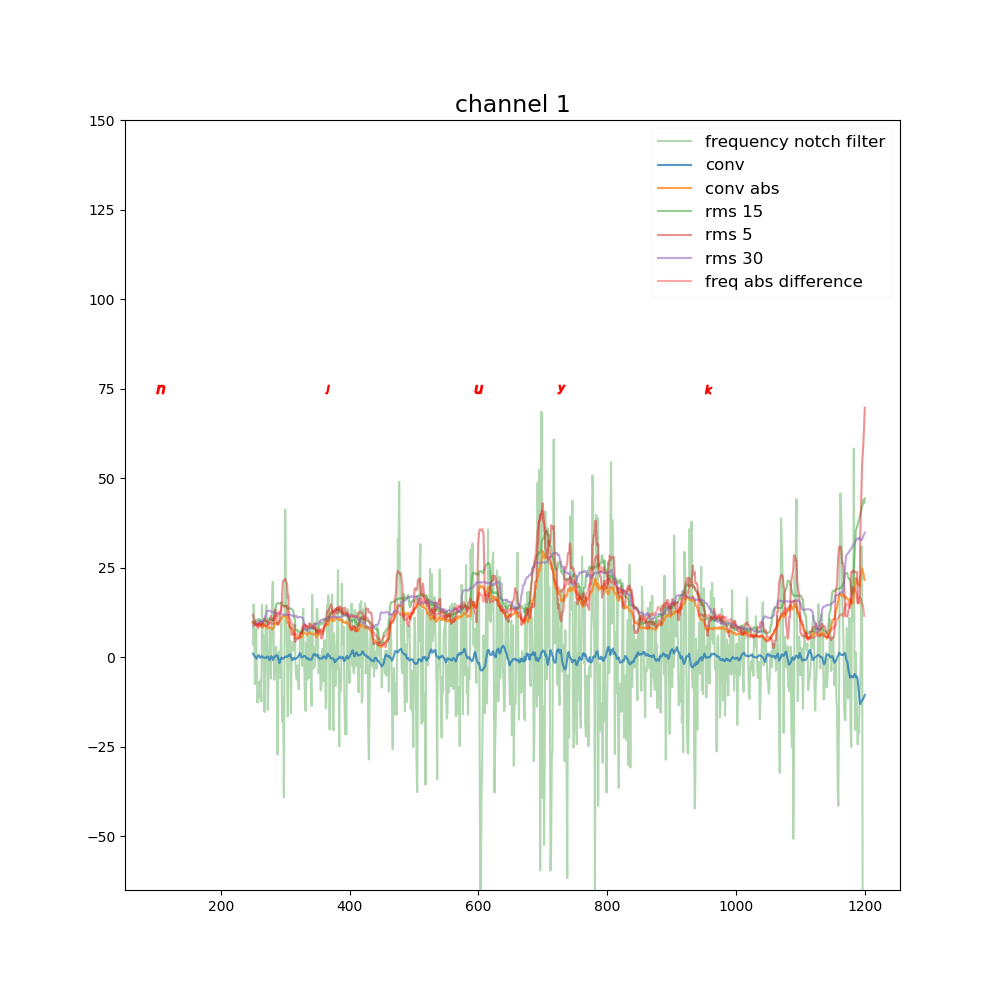 channel 1
150
125
100
75
50
25
0
−25
−50
frequency notch filter
conv
conv abs
rms 15
rms 5
rms 30
freq abs difference
n j u y k
200 400 600 800 1000 1200